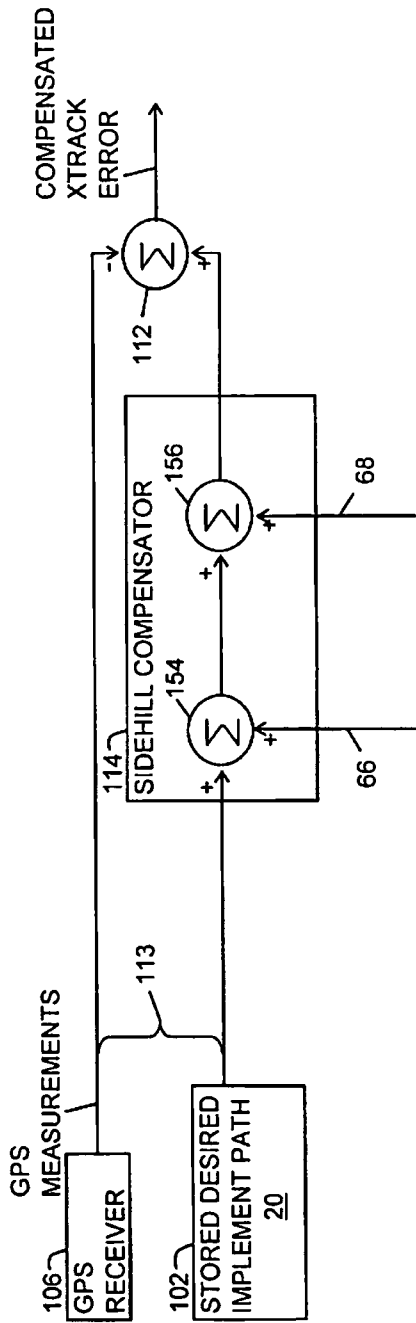 GPS
MEASUREMENTS
106
GPS
RECEIVER
113
102
STORED DESIRED
IMPLEMENT PATH
20
114
SIDEHILL COMPENSATOR
154
Σ
+
+
66
156
Σ
+
+
68
112
Σ
-
+
COMPENSATED
XTRACK
ERROR